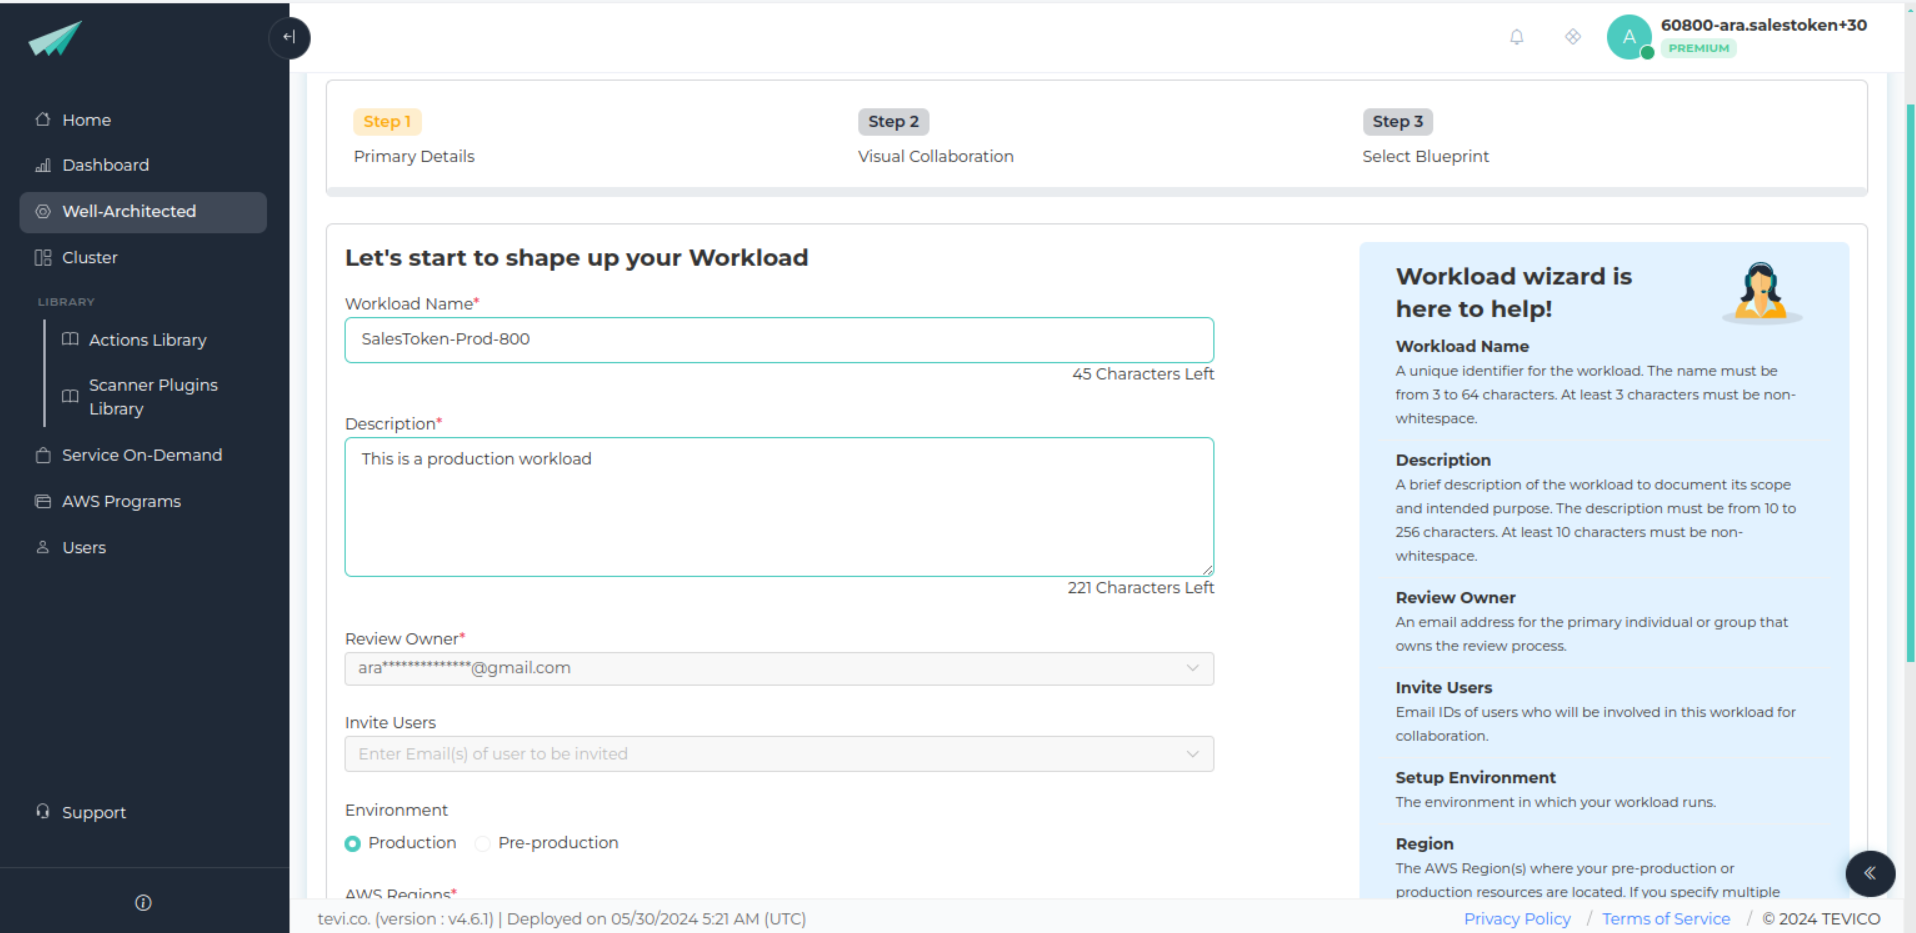 60800-ara.salestoken+30
A
PREMIUM
Home
Dashboard
Well-Architected
Cluster
LIBRARY
Actions Library
Scanner Plugins
Library
Service On-Demand
AWS Programs
Users
Support
Step 1
Primary Details
Step 2
Visual Collaboration
Step 3
Select Blueprint
Let's start to shape up your Workload
Workload Name*
SalesToken-Prod-800
45 Characters Left
Description*
This is a production workload
221 Characters Left
Review Owner*
ara**************@gmail.com
Invite Users
Enter Email(s) of user to be invited
Environment
Production
Pre-production
AWS Regions*
Workload wizard is
here to help!
Workload Name
A unique identifier for the workload. The name must be
from 3 to 64 characters. At least 3 characters must be non-
whitespace.
Description
A brief description of the workload to document its scope
and intended purpose. The description must be from 10 to
256 characters. At least 10 characters must be non-
whitespace.
Review Owner
An email address for the primary individual or group that
owns the review process.
Invite Users
Email IDs of users who will be involved in this workload for
collaboration.
Setup Environment
The environment in which your workload runs.
Region
The AWS Region(s) where your pre-production or
production resources are located. If you specify multiple
tevi.co. (version : v4.6.1) | Deployed on 05/30/2024 5:21 AM (UTC)
Privacy Policy / Terms of Service / © 2024 TEVICO